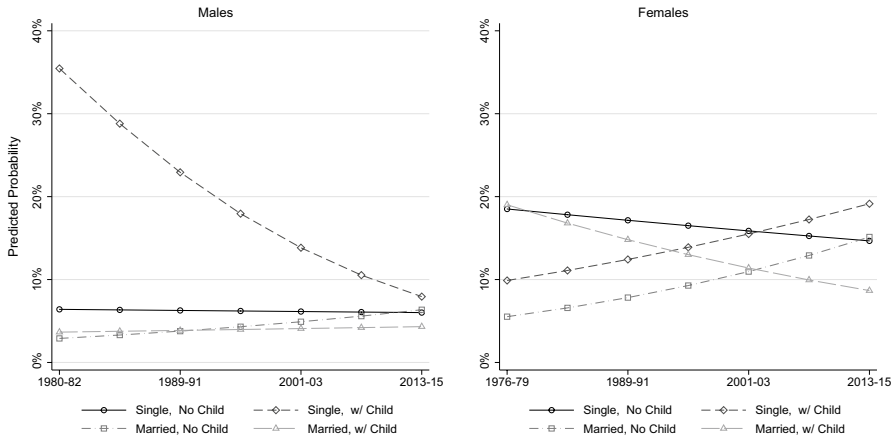 Males
Predicted Probability
40%
30%
20%
10%
0%
1980-82 1989-91 2001-03 2013-15
Single, No Child Single, w/ Child
Married, No Child Married, w/ Child
Females
40%
30%
20%
10%
0%
1976-79 1989-91 2001-03 2013-15
Single, No Child Single, w/ Child
Married, No Child Married, w/ Child